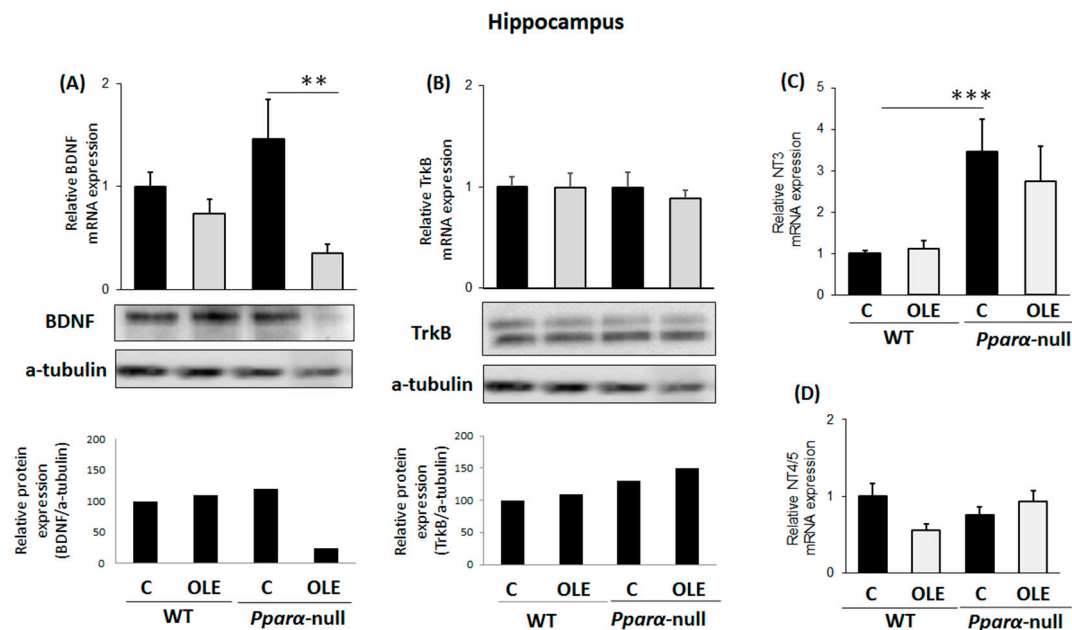 Hippocampus
(A)
Relative BDNF
mRNA expression
2
1
0
**
BDNF
a-tubulin
Relative protein
expression
(BDNF/a-tubulin)
200
150
100
50
0
C OLE C OLE
WT Pparα-null
(B)
Relative TrkB
mRNA expression
2
1
0
TrkB
a-tubulin
Relative protein
expression
(TrkB/a-tubulin)
200
150
100
50
0
C OLE C OLE
WT Pparα-null
(C)
Relative NT3
mRNA expression
5
4
3
2
1
0
***
C OLE C OLE
WT Pparα-null
(D)
Relative NT4/5
mRNA expression
2
1
0
C OLE C OLE
WT Pparα-null